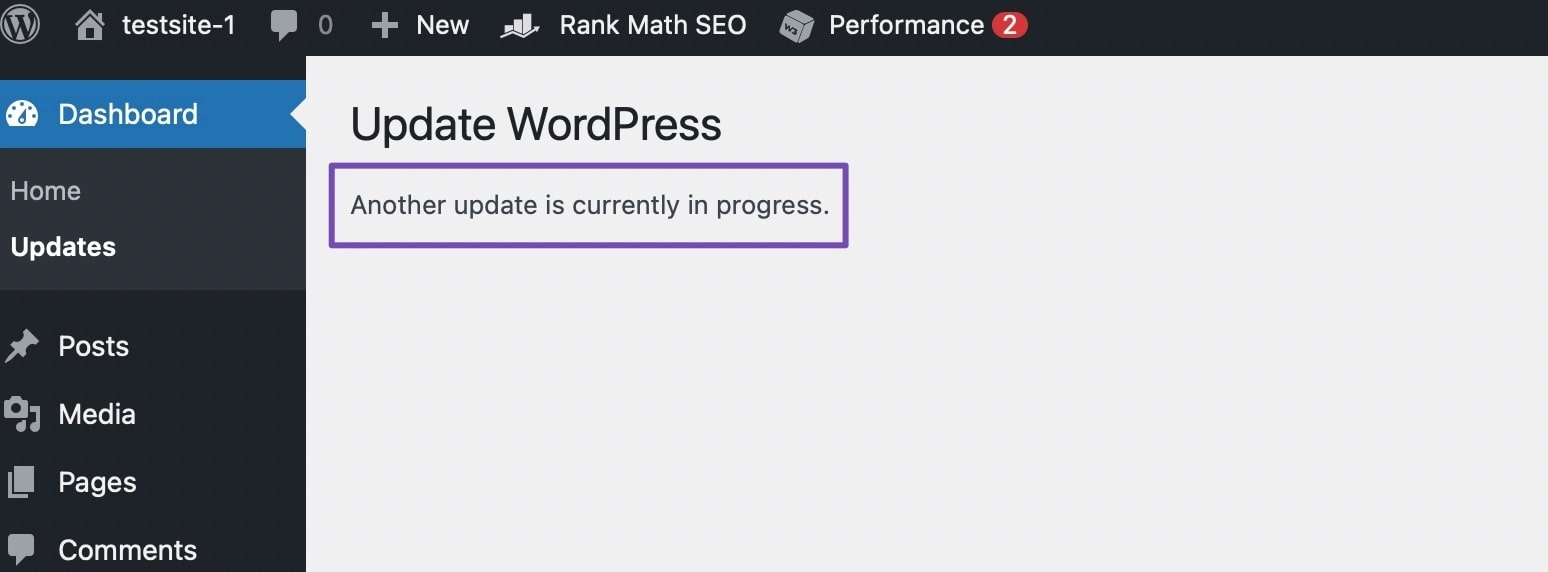 testsite-1 0 New Rank Math SEO Performance 2
Dashboard
Home
Updates
Posts
Media
Pages
Comments
Update WordPress
Another update is currently in progress.